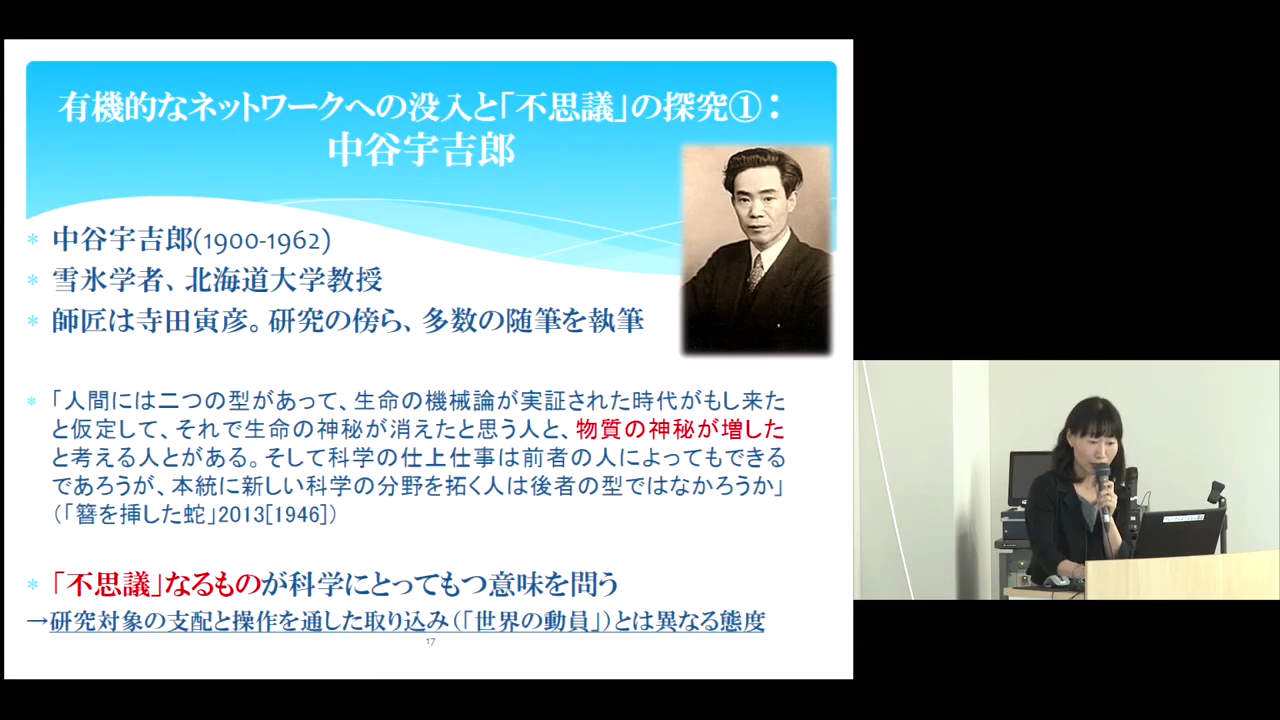 有機的なネットワークへの没入と「不思議」の探究①：
中谷宇吉郎
* 中谷宇吉郎(1900-1962)
* 雪氷学者、北海道大学教授
* 師匠は寺田寅彦。研究の傍ら、多数の随筆を執筆
* 「人間には二つの型があって、生命の機械論が実証された時代がもし来た
と仮定して、それで生命の神秘が消えたと思う人と、物質の神秘が増した
と考える人とがある。そして科学の仕上仕事は前者の人によってもできる
であろうが、本統に新しい科学の分野を拓く人は後者の型ではなかろうか」
（「簪を挿した蛇」2013[1946]）
* 「不思議」なるものが科学にとってもつ意味を問う
→研究対象の支配と操作を通した取り込み（「世界の動員」）とは異なる態度
17